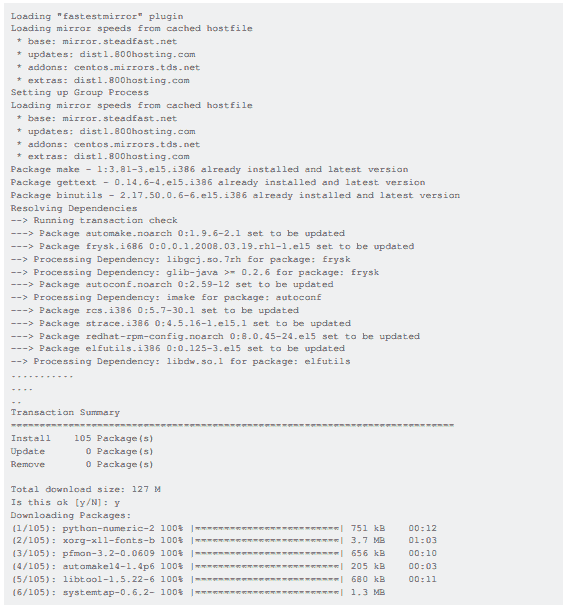 Loading "fastestmirror" plugin
Loading mirror speeds from cached hostfile
* base: mirror.steadfast.net
* updates: dist1.800hosting.com
* addons: centos.mirrors.tds.net
* extras: dist1.800hosting.com
Setting up Group Process
Loading mirror speeds from cached hostfile
* base: mirror.steadfast.net
* updates: dist1.800hosting.com
* addons: centos.mirrors.tds.net
* extras: dist1.800hosting.com
Package make - 1:3.81-3.el5.i386 already installed and latest version
Package gettext - 0.14.6-4.el5.i386 already installed and latest version
Package binutils - 2.17.50.0.6-6.el5.i386 already installed and latest version
Resolving Dependencies
--> Running transaction check
---> Package automake.noarch 0:1.9.6-2.1 set to be updated
---> Package frysk.i686 0:0.0.1.2008.03.19.rh1-1.el5 set to be updated
--> Processing Dependency: libgcj.so.7rh for package: frysk
--> Processing Dependency: glib-java >= 0.2.6 for package: frysk
---> Package autoconf.noarch 0:2.59-12 set to be updated
--> Processing Dependency: imake for package: autoconf
---> Package rcs.i386 0:5.7-30.1 set to be updated
---> Package strace.i386 0:4.5.16-1.el5.1 set to be updated
---> Package redhat-rpm-config.noarch 0:8.0.45-24.el5 set to be updated
---> Package elfutils.i386 0:0.125-3.el5 set to be updated
--> Processing Dependency: libdw.so.1 for package: elfutils
...........
....
..
Transaction Summary
=============================================================================
Install 105 Package(s)
Update 0 Package(s)
Remove 0 Package(s)
Total download size: 127 M
Is this ok [y/N]: y
Downloading Packages:
(1/105): python-numeric-2 100% |=========================| 751 kB 00:12
(2/105): xorg-x11-fonts-b 100% |=========================| 3.7 MB 01:03
(3/105): pfmon-3.2-0.0609 100% |=========================| 656 kB 00:10
(4/105): automake14-1.4p6 100% |=========================| 205 kB 00:03
(5/105): libtool-1.5.22-6 100% |=========================| 680 kB 00:11
(6/105): systemtap-0.6.2- 100% |=========================| 1.3 MB